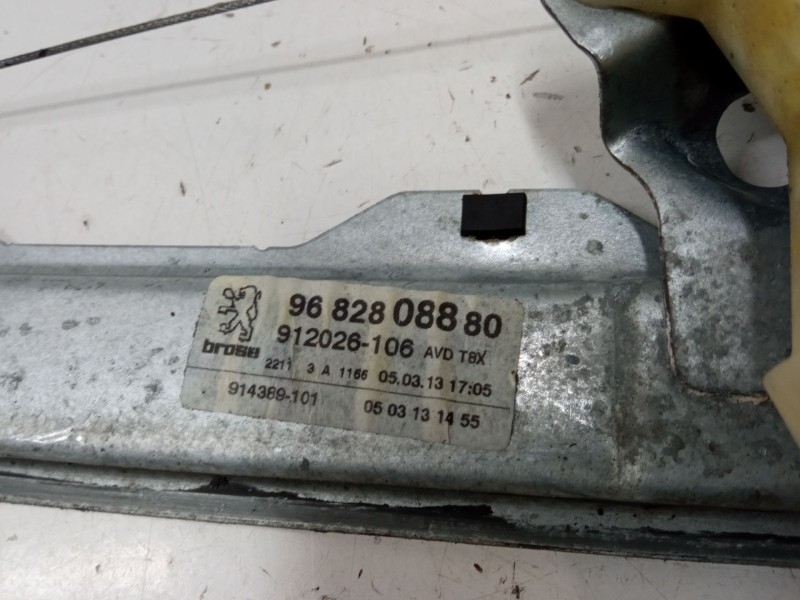 96 828 088 80
brose 912026-106 AVD T8X
2211 3 A 1166 05.03.13 17:05
914389-101 05 03 13 14 55